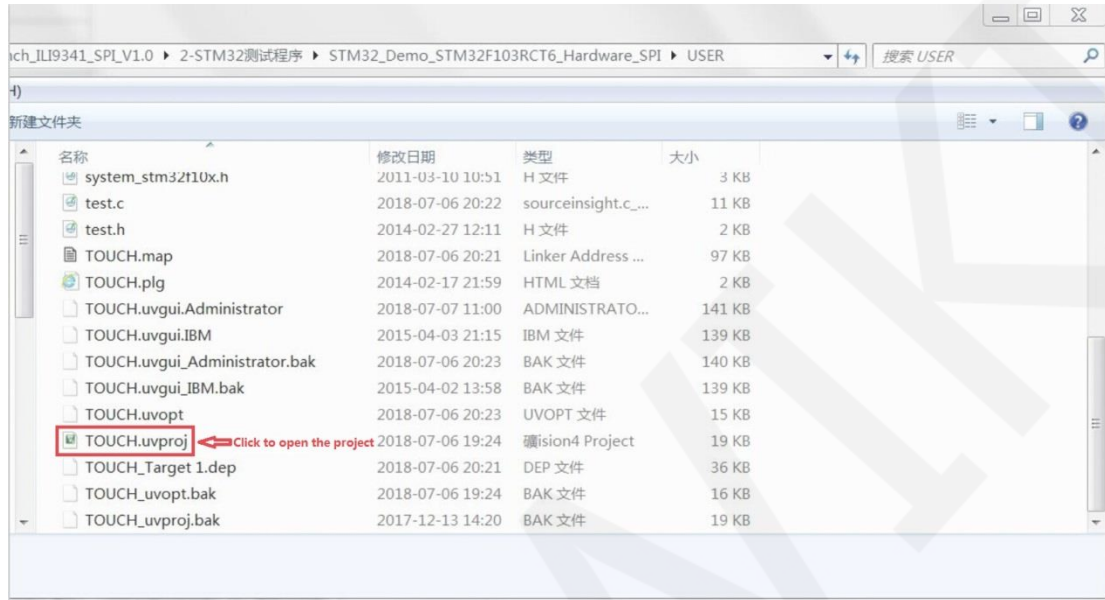 nch_ILI9341_SPI_V1.0 ▸ 2-STM32测试程序 ▸ STM32_Demo_STM32F103RCT6_Hardware_SPI ▸ USER 搜索 USER
H)
新建文件夹
名称 修改日期 类型 大小
system_stm32f10x.h 2011-03-10 10:51 H 文件 3 KB
test.c 2018-07-06 20:22 sourceinsight.c_... 11 KB
test.h 2014-02-27 12:11 H 文件 2 KB
TOUCH.map 2018-07-06 20:21 Linker Address ... 97 KB
TOUCH.plg 2014-02-17 21:59 HTML 文档 2 KB
TOUCH.uvgui.Administrator 2018-07-07 11:00 ADMINISTRATO... 141 KB
TOUCH.uvgui.IBM 2015-04-03 21:15 IBM 文件 139 KB
TOUCH.uvgui_Administrator.bak 2018-07-06 20:23 BAK 文件 140 KB
TOUCH.uvgui_IBM.bak 2015-04-02 13:58 BAK 文件 139 KB
TOUCH.uvopt 2018-07-06 20:23 UVOPT 文件 15 KB
TOUCH.uvproj Click to open the project 2018-07-06 19:24 礦ision4 Project 19 KB
TOUCH_Target 1.dep 2018-07-06 20:21 DEP 文件 36 KB
TOUCH_uvopt.bak 2018-07-06 19:24 BAK 文件 16 KB
TOUCH_uvproj.bak 2017-12-13 14:20 BAK 文件 19 KB